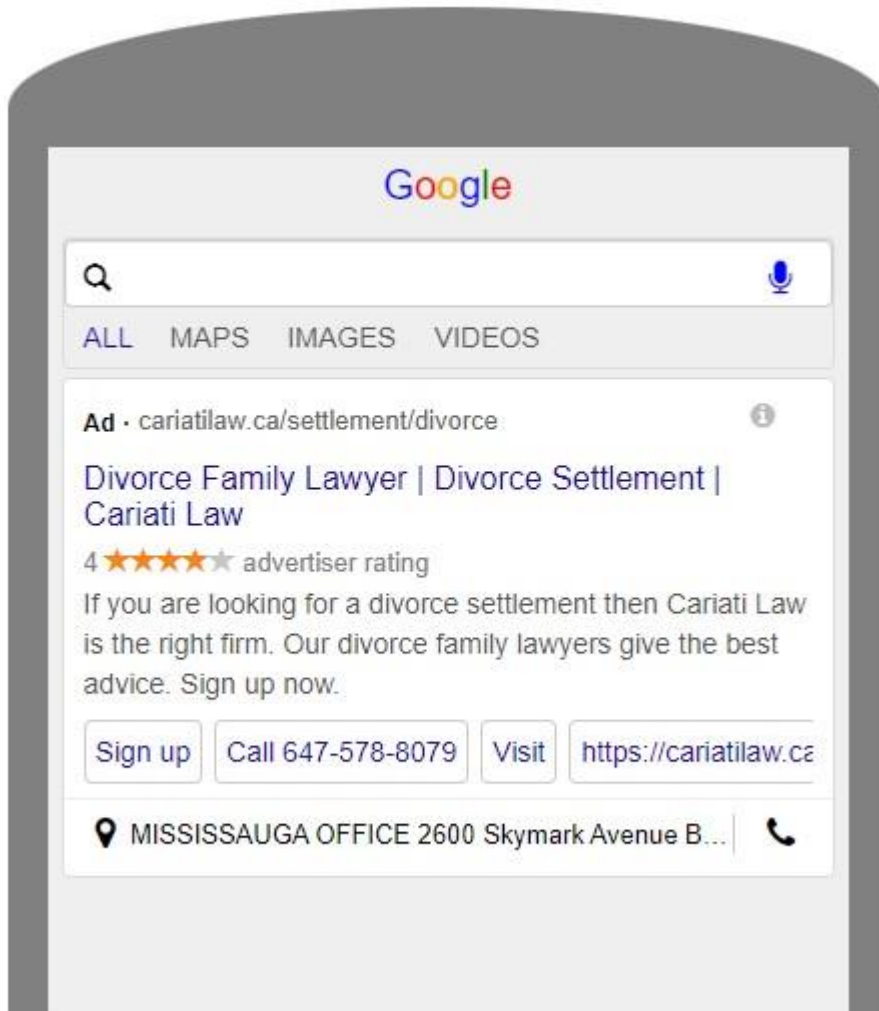 Google
ALL MAPS IMAGES VIDEOS
Ad · cariatilaw.ca/settlement/divorce
Divorce Family Lawyer | Divorce Settlement |
Cariati Law
4 advertiser rating
If you are looking for a divorce settlement then Cariati Law
is the right firm. Our divorce family lawyers give the best
advice. Sign up now.
Sign up Call 647-578-8079 Visit https://cariatilaw.ca
MISSISSAUGA OFFICE 2600 Skymark Avenue B...